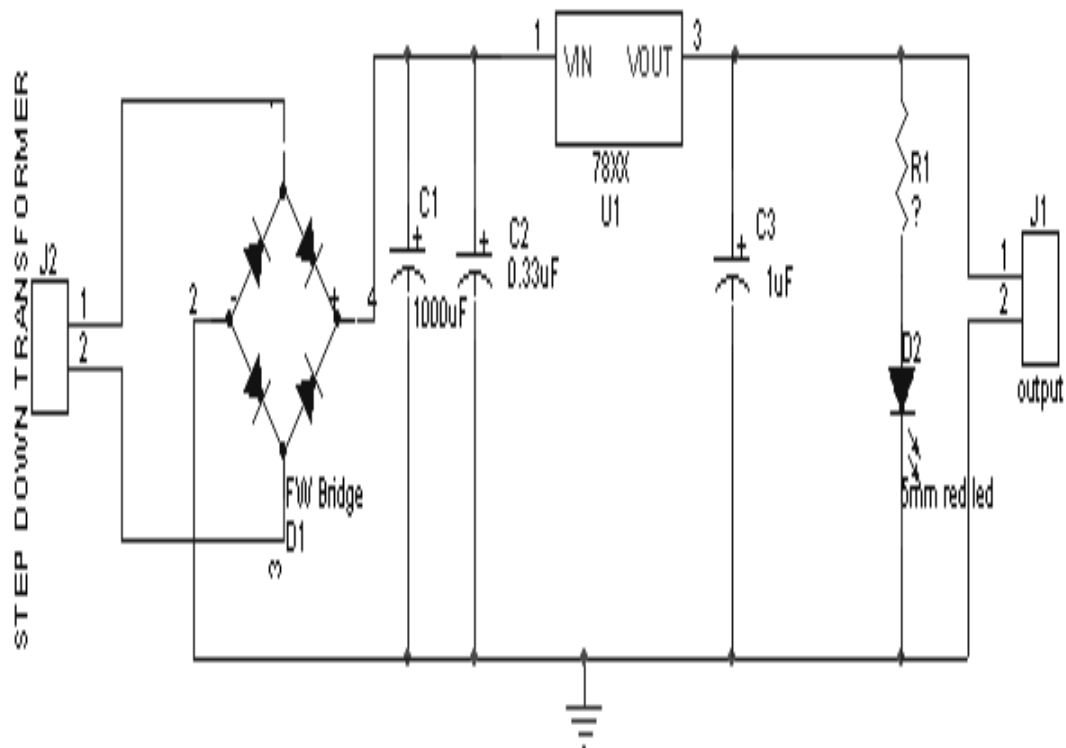 STEP DOWN TRANSFORMER
J2
1
2
2
-
+
4
FW Bridge
D1
3
C1
+
1000uF
C2
+
0.33uF
1
VIN
VOUT
3
78XX
U1
C3
+
1uF
R1
?
D2
5mm red led
J1
1
2
output